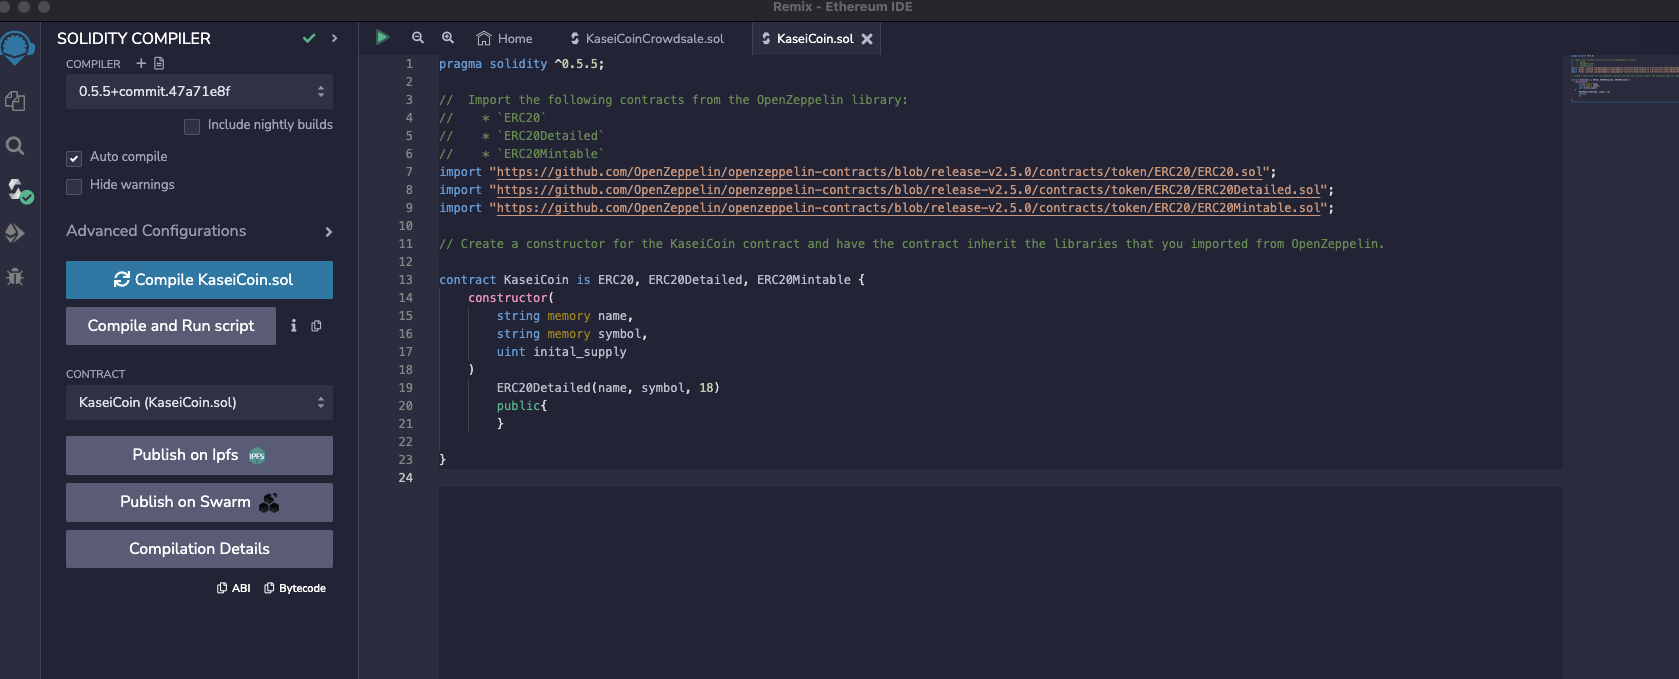 Remix - Ethereum IDE
SOLIDITY COMPILER
COMPILER
0.5.5+commit.47a71e8f
Include nightly builds
Auto compile
Hide warnings
Advanced Configurations
Compile KaseiCoin.sol
Compile and Run script
CONTRACT
KaseiCoin (KaseiCoin.sol)
Publish on Ipfs IPFS
Publish on Swarm
Compilation Details
ABI Bytecode
Home KaseiCoinCrowdsale.sol KaseiCoin.sol
1 pragma solidity ^0.5.5;
2
3 //  Import the following contracts from the OpenZeppelin library:
4 //    * `ERC20`
5 //    * `ERC20Detailed`
6 //    * `ERC20Mintable`
7 import "https://github.com/OpenZeppelin/openzeppelin-contracts/blob/release-v2.5.0/contracts/token/ERC20/ERC20.sol";
8 import "https://github.com/OpenZeppelin/openzeppelin-contracts/blob/release-v2.5.0/contracts/token/ERC20/ERC20Detailed.sol";
9 import "https://github.com/OpenZeppelin/openzeppelin-contracts/blob/release-v2.5.0/contracts/token/ERC20/ERC20Mintable.sol";
10
11 // Create a constructor for the KaseiCoin contract and have the contract inherit the libraries that you imported from OpenZeppelin.
12
13 contract KaseiCoin is ERC20, ERC20Detailed, ERC20Mintable {
14     constructor(
15         string memory name,
16         string memory symbol,
17         uint inital_supply
18     )
19         ERC20Detailed(name, symbol, 18)
20         public{
21         }
22
23 }
24